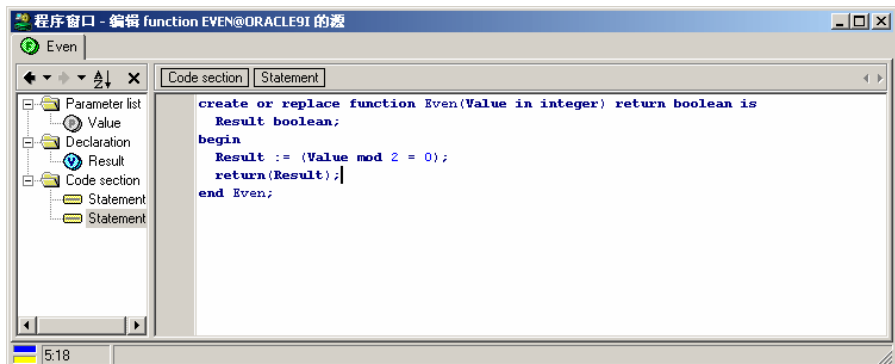 程序窗口 - 编辑 function EVEN@ORACLE9I 的源
F Even
Code section Statement
Parameter list
P Value
Declaration
V Result
Code section
Statement
Statement
create or replace function Even(Value in integer) return boolean is
Result boolean;
begin
Result := (Value mod 2 = 0);
return(Result);
end Even;
5:18